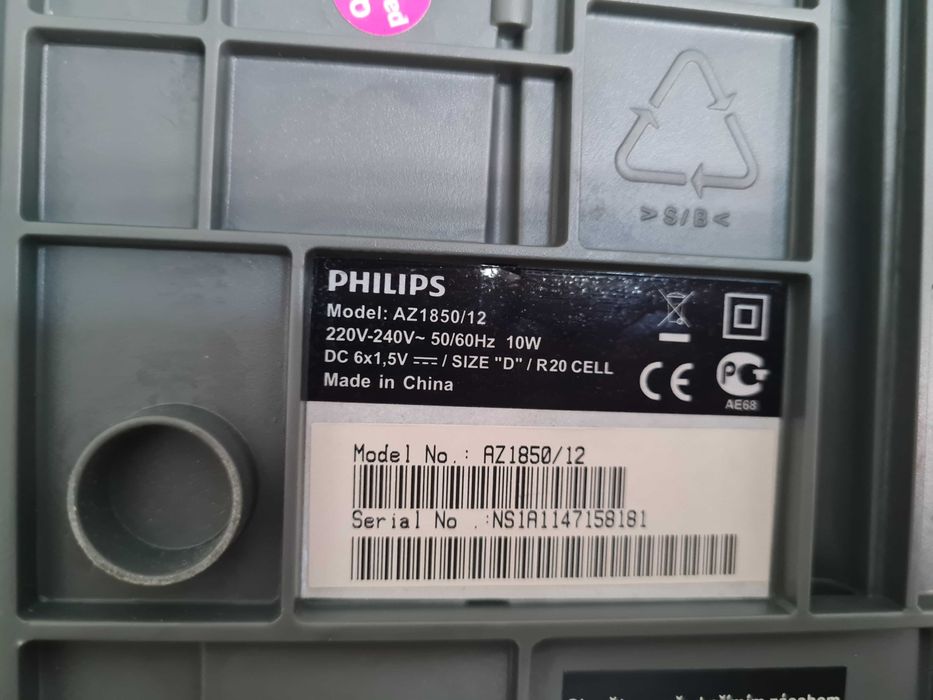 >S/B<
PHILIPS
Model: AZ1850/12
220V-240V~ 50/60Hz 10W
DC 6x1,5V ⎓ / SIZE "D" / R20 CELL
Made in China
CE
PC
AE68
Model No.: AZ1850/12
Serial No .:NS1A1147158181